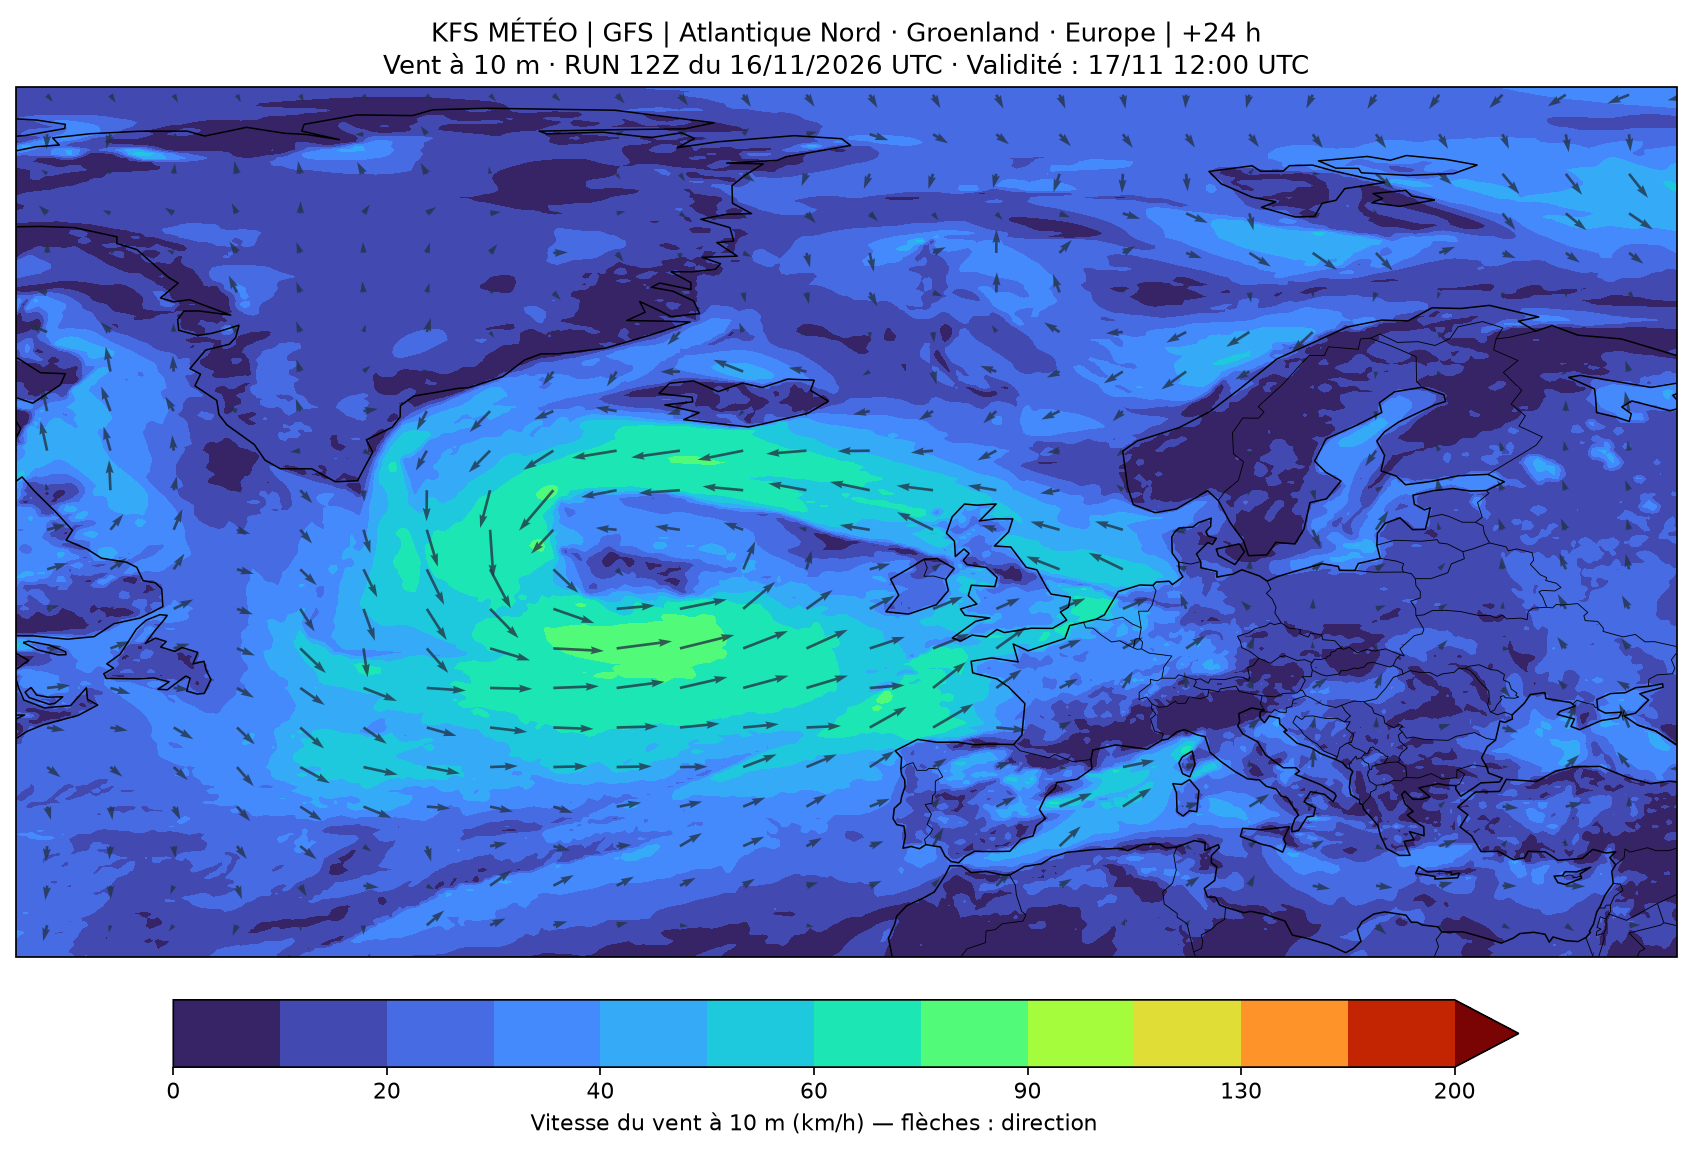 KFS MÉTÉO | GFS | Atlantique Nord · Groenland · Europe | +24 h
Vent à 10 m · RUN 12Z du 16/11/2026 UTC · Validité : 17/11 12:00 UTC
0 20 40 60 90 130 200
Vitesse du vent à 10 m (km/h) — flèches : direction